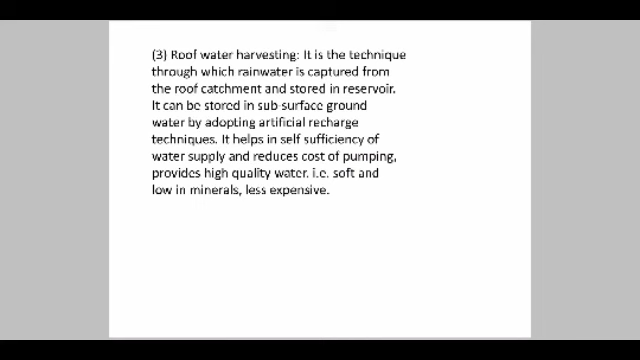 (3) Roof water harvesting: It is the technique
through which rainwater is captured from
the roof catchment and stored in reservoir.
It can be stored in sub-surface ground
water by adopting artificial recharge
techniques. It helps in self sufficiency of
water supply and reduces cost of pumping,
provides high quality water. i.e. soft and
low in minerals, less expensive.